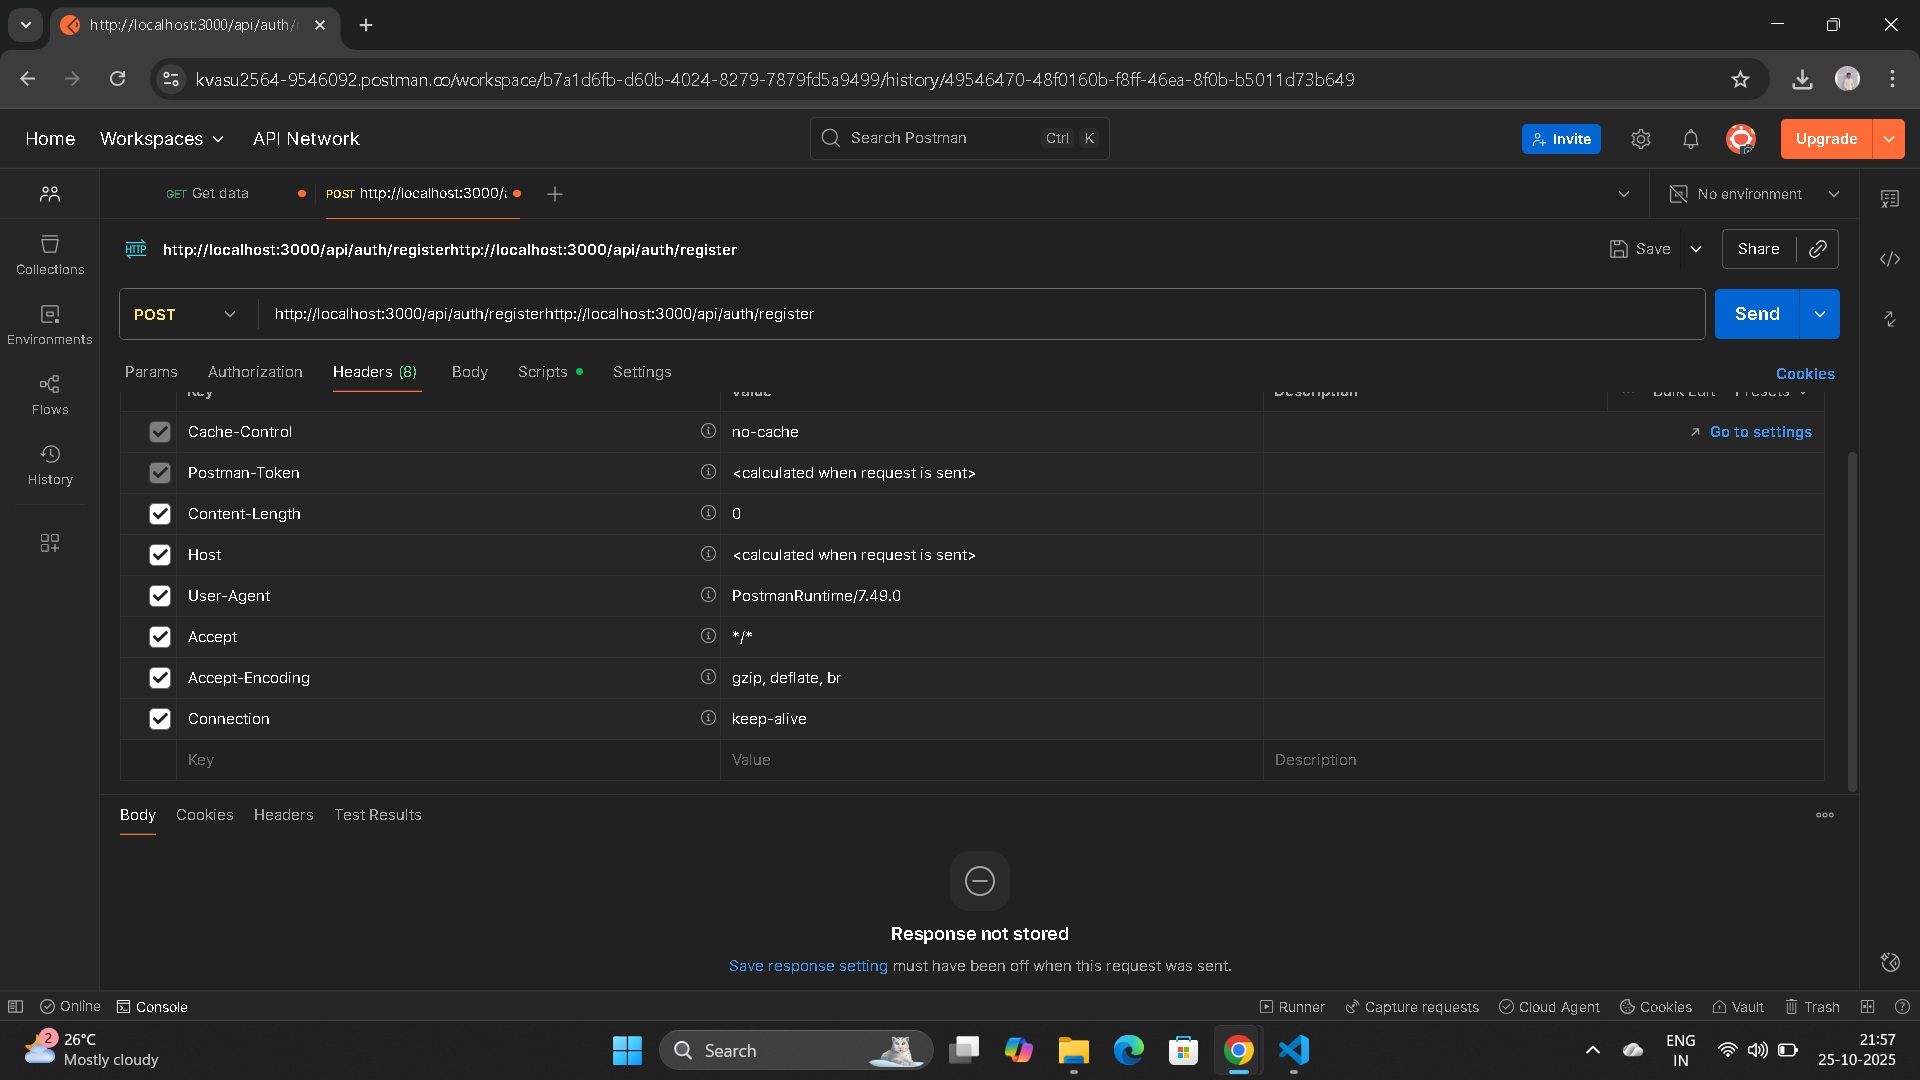 http://localhost:3000/api/auth/
kvasu2564-9546092.postman.co/workspace/b7a1d6fb-d60b-4024-8279-7879fd5a9499/history/49546470-48f0160b-f8ff-46ea-8f0b-b5011d73b649
Home Workspaces API Network Search Postman Ctrl K Invite Upgrade
GET Get data POST http://localhost:3000/ No environment
HTTP http://localhost:3000/api/auth/registerhttp://localhost:3000/api/auth/register Save Share
Collections
POST http://localhost:3000/api/auth/registerhttp://localhost:3000/api/auth/register Send
Environments
Params Authorization Headers (8) Body Scripts Settings Cookies
Flows
Key Value Description Bulk Edit Presets
Cache-Control no-cache Go to settings
History
Postman-Token <calculated when request is sent>
Content-Length 0
Host <calculated when request is sent>
User-Agent PostmanRuntime/7.49.0
Accept */*
Accept-Encoding gzip, deflate, br
Connection keep-alive
Key Value Description
Body Cookies Headers Test Results
Response not stored
Save response setting must have been off when this request was sent.
Online Console Runner Capture requests Cloud Agent Cookies Vault Trash
2 26°C
Mostly cloudy
Search
ENG
IN
21:57
25-10-2025